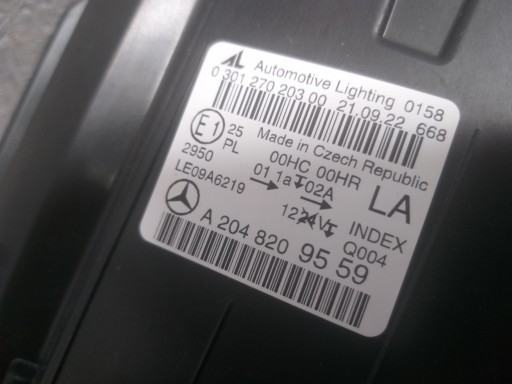 AL Automotive Lighting 0158
0 301 270 203 00 21.09.22 668
E1 25 Made in Czech Republic
PL 00HC 00HR
2950 01 1a 02A LA
LE09A6219
12 V INDEX
Q004
A 204 820 95 59